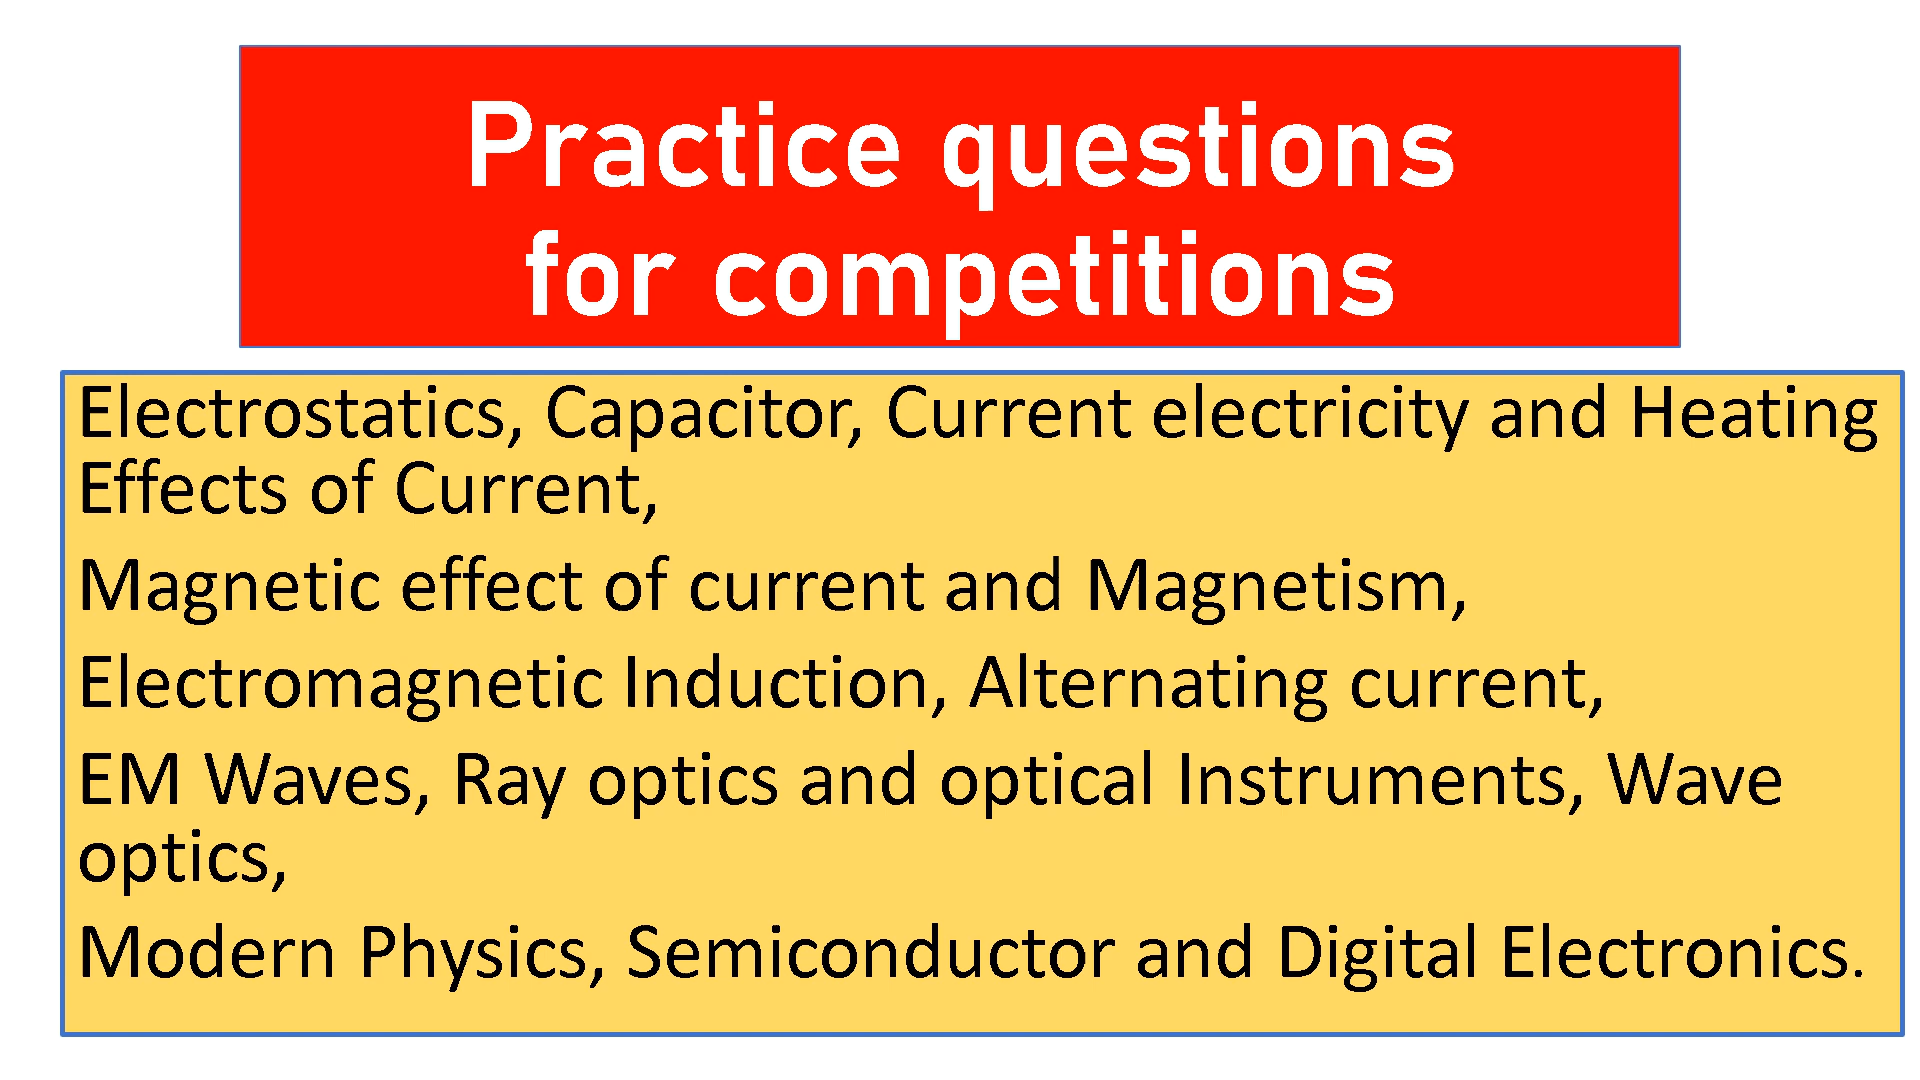 Practice questions
for competitions
Electrostatics, Capacitor, Current electricity and Heating
Effects of Current,
Magnetic effect of current and Magnetism,
Electromagnetic Induction, Alternating current,
EM Waves, Ray optics and optical Instruments, Wave
optics,
Modern Physics, Semiconductor and Digital Electronics.